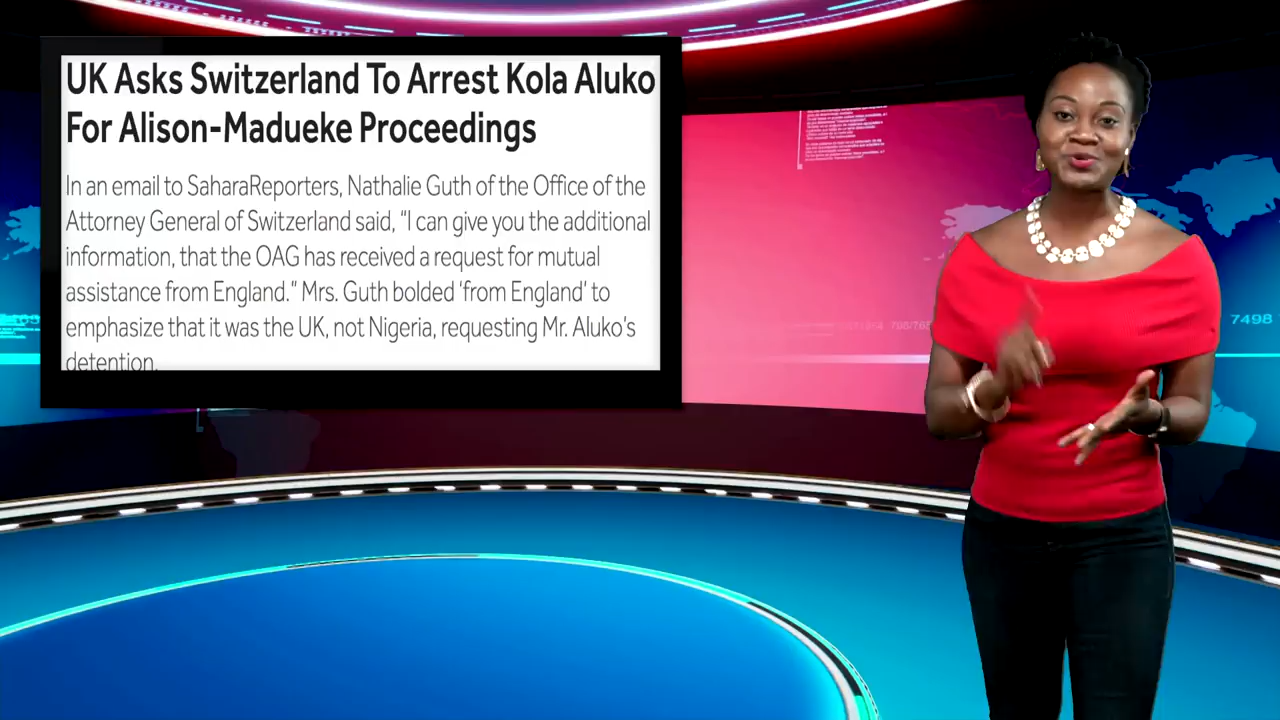 UK Asks Switzerland To Arrest Kola Aluko
For Alison-Madueke Proceedings
In an email to SaharaReporters, Nathalie Guth of the Office of the
Attorney General of Switzerland said, “I can give you the additional
information, that the OAG has received a request for mutual
assistance from England.” Mrs. Guth bolded ‘from England’ to
emphasize that it was the UK, not Nigeria, requesting Mr. Aluko’s
detention.
7498